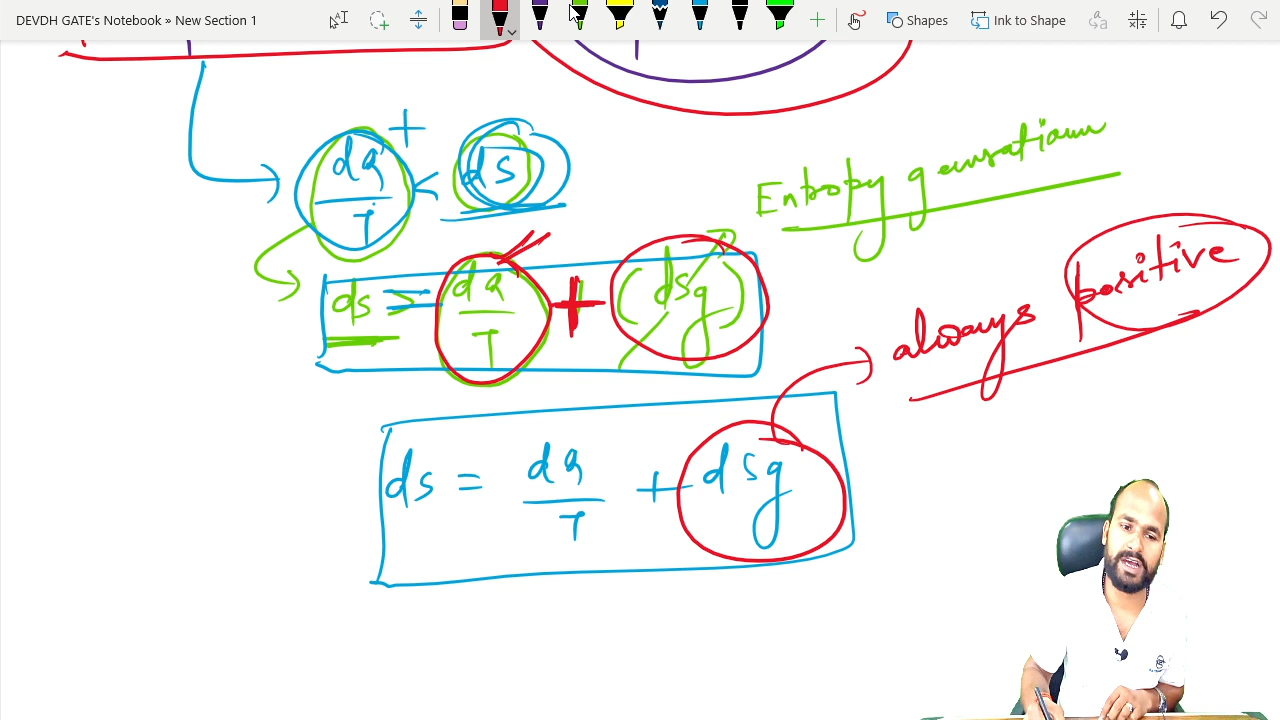 DEVDH GATE's Notebook » New Section 1
Shapes
Ink to Shape
dQ/T < ds
+
Entropy generation
ds = dQ/T + (dsg)
always positive
ds = dQ/T + dsg